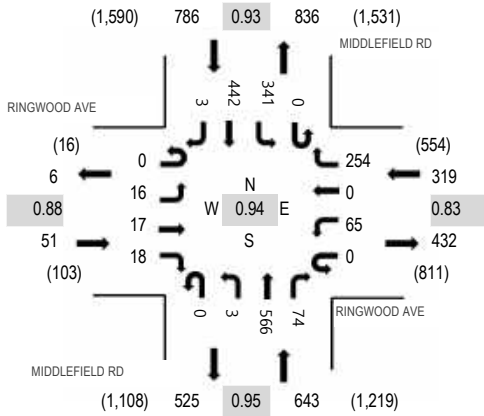 (1,590) 786 0.93 836 (1,531)
MIDDLEFIELD RD
3 442 341 0
RINGWOOD AVE
(16) (554)
0 254
6 319
16 N 0
0.88 W 0.94 E 0.83
17 65
51 S 432
18 0
(103) (811)
0 3 566 74
RINGWOOD AVE
MIDDLEFIELD RD
(1,108) 525 0.95 643 (1,219)